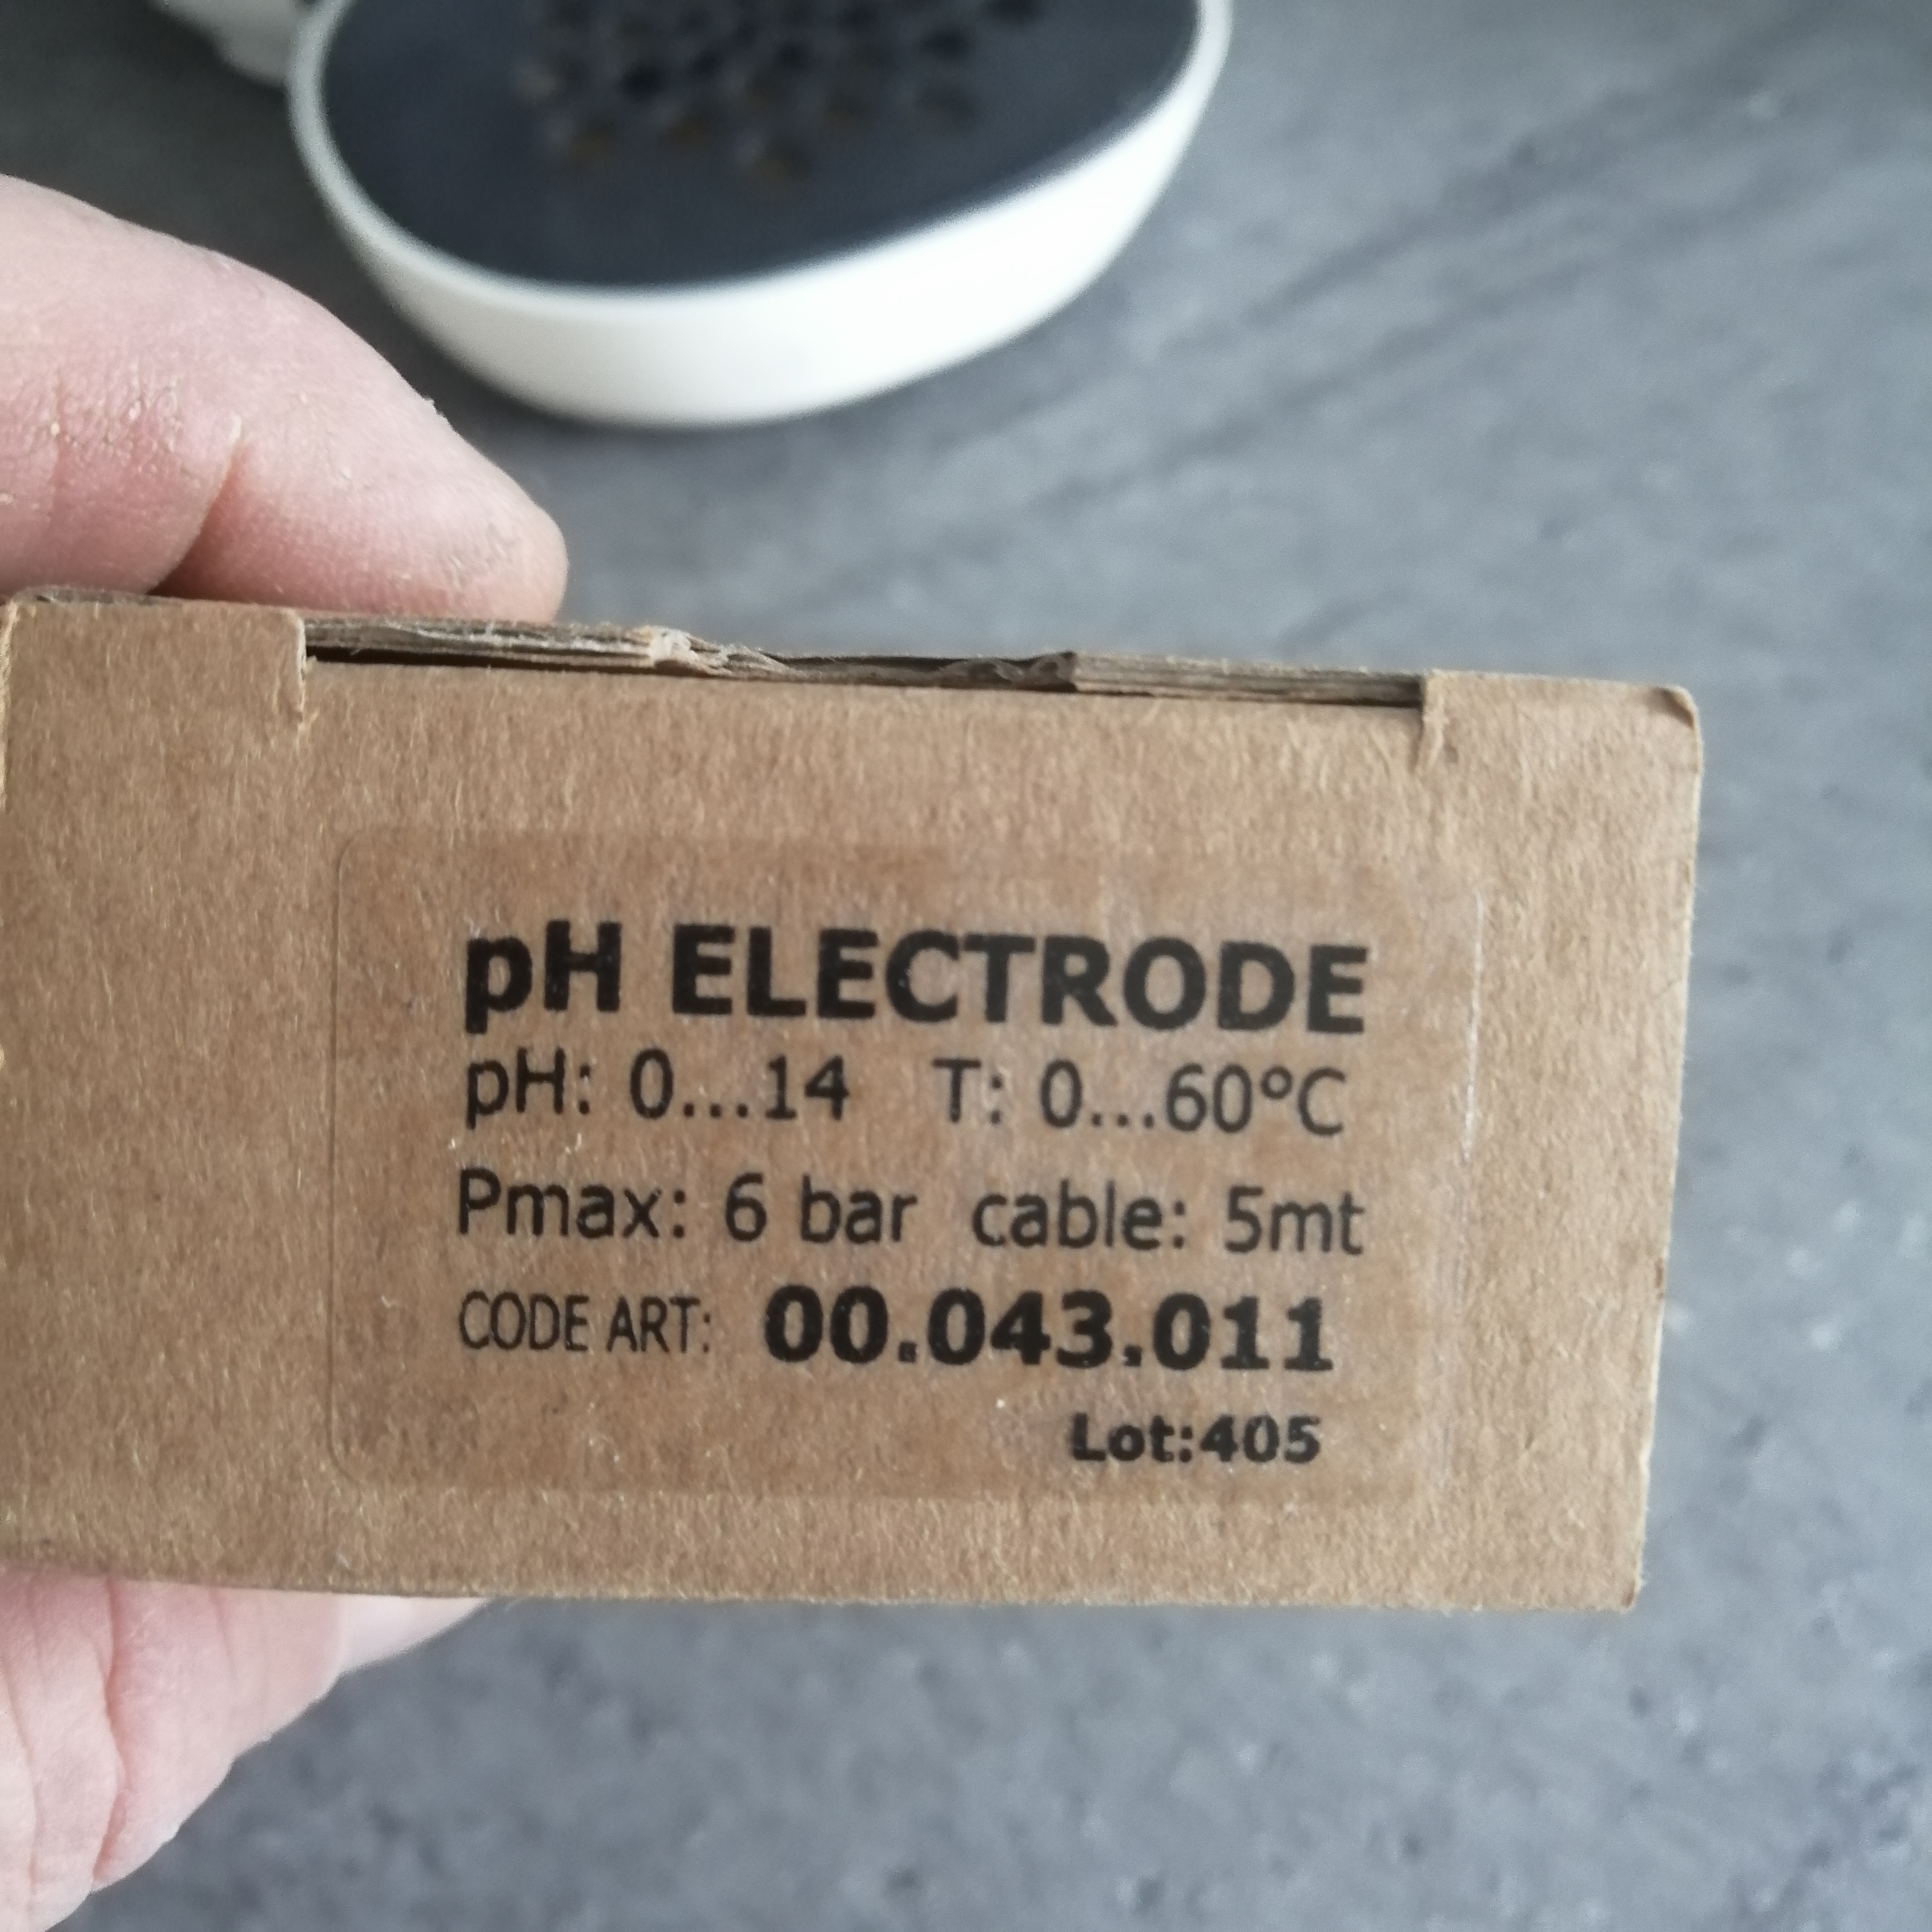 pH ELECTRODE
pH: 0...14 T: 0...60°C
Pmax: 6 bar cable: 5mt
CODE ART: 00.043.011
Lot:405